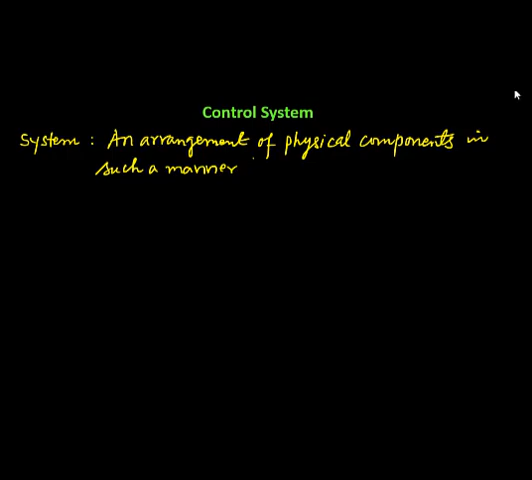 Control System
System : An arrangement of physical components in
such a manner